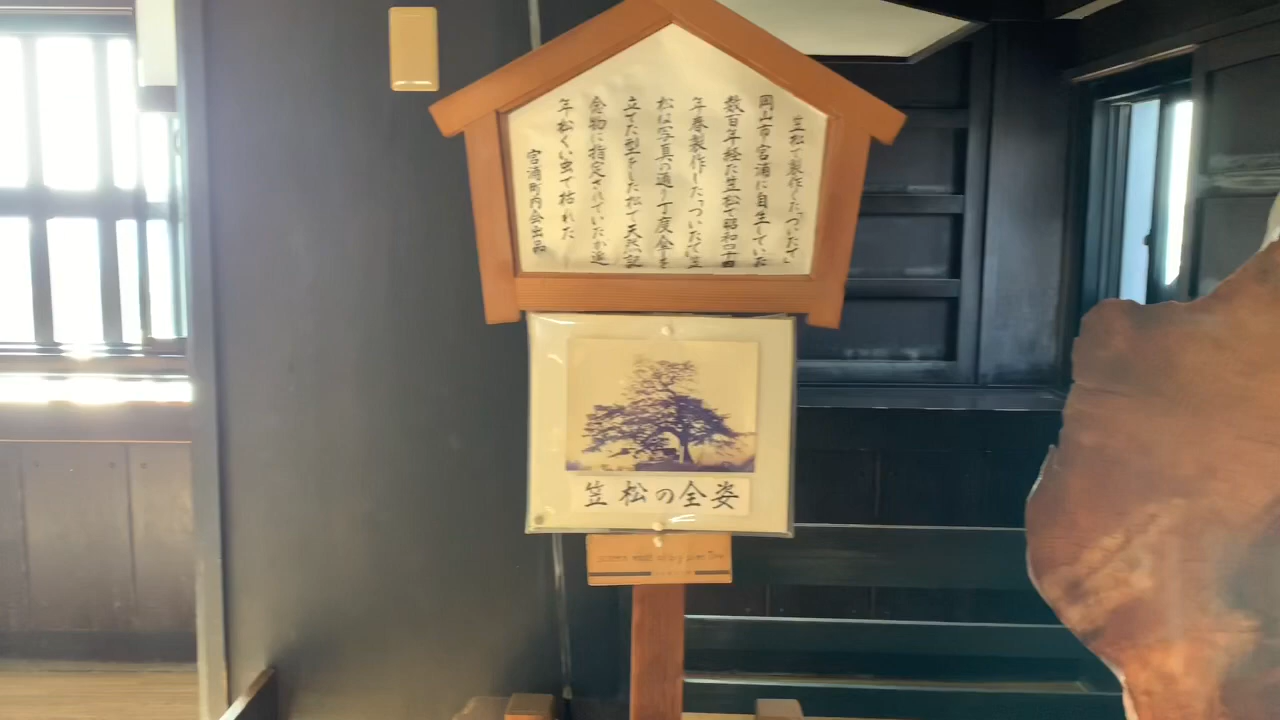 笠松で製作した「ついたて」
岡山市宮浦に自生していた
数百年経た笠松で昭和四十四
年春製作した「ついたて」笠
松は写真の通り丁度傘を
立てた型をした松で天然記
念物に指定されていたが近
年松くい虫で枯れた
宮浦町内会出品
笠松の全姿